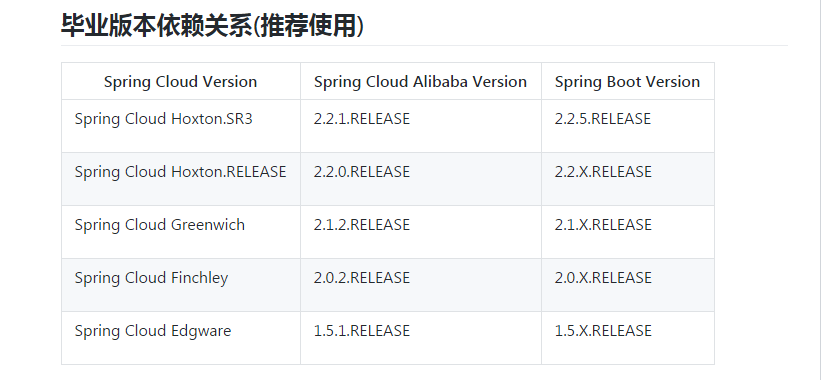 毕业版本依赖关系(推荐使用)
Spring Cloud Version Spring Cloud Alibaba Version Spring Boot Version
Spring Cloud Hoxton.SR3 2.2.1.RELEASE 2.2.5.RELEASE
Spring Cloud Hoxton.RELEASE 2.2.0.RELEASE 2.2.X.RELEASE
Spring Cloud Greenwich 2.1.2.RELEASE 2.1.X.RELEASE
Spring Cloud Finchley 2.0.2.RELEASE 2.0.X.RELEASE
Spring Cloud Edgware 1.5.1.RELEASE 1.5.X.RELEASE